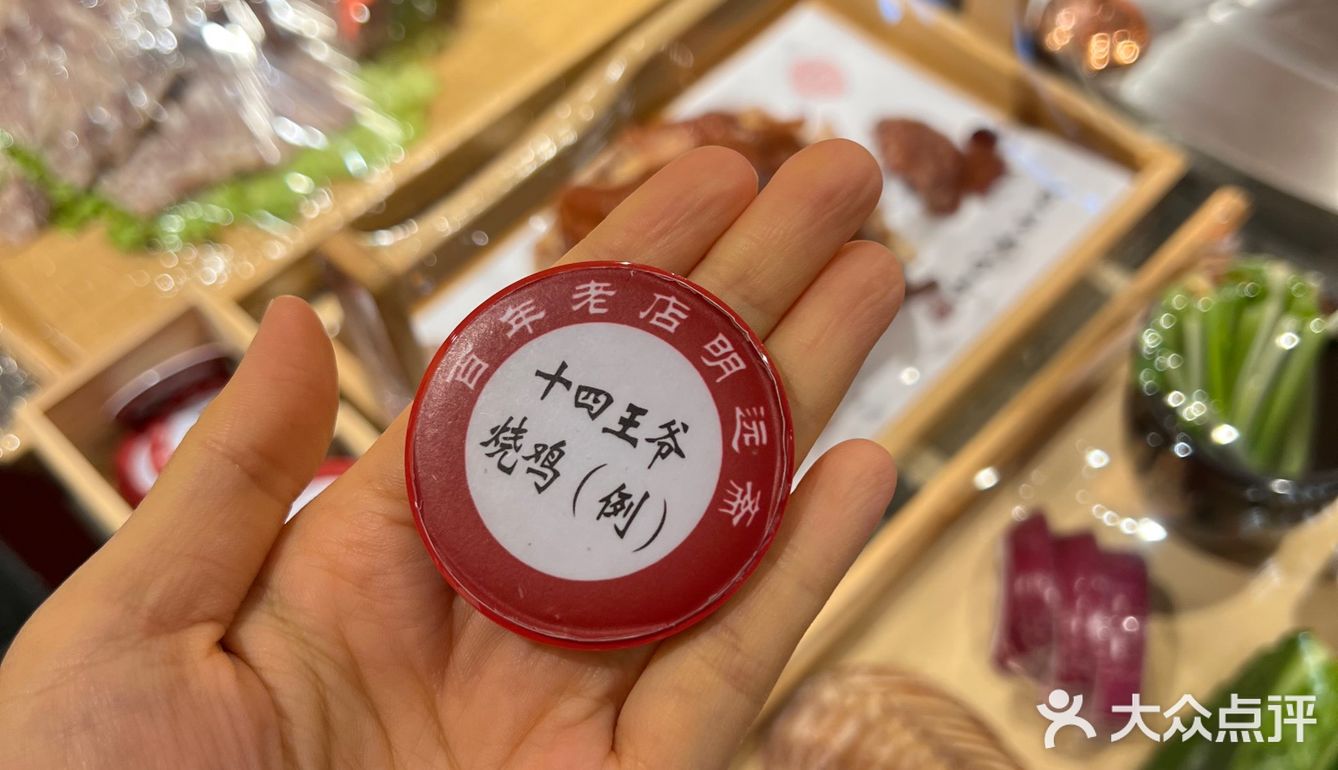 百年老店明远斋
十四王爷
烧鸡(例)
大众点评